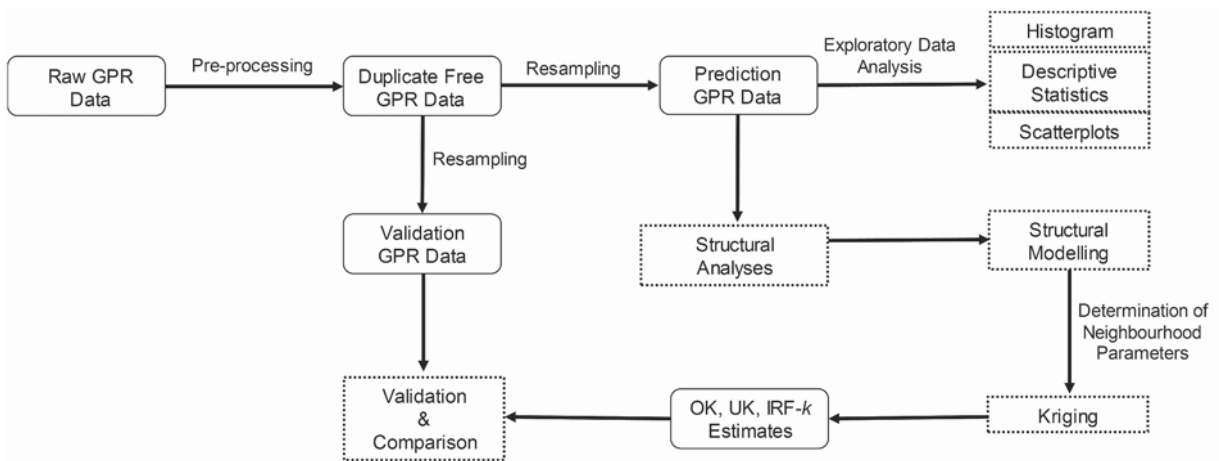 Raw GPR
Data
Pre-processing
Duplicate Free
GPR Data
Resampling
Prediction
GPR Data
Exploratory Data
Analysis
Histogram
Descriptive
Statistics
Scatterplots
Resampling
Validation
GPR Data
Structural
Analyses
Structural
Modelling
Determination of
Neighbourhood
Parameters
Validation
&
Comparison
OK, UK, IRF-k
Estimates
Kriging